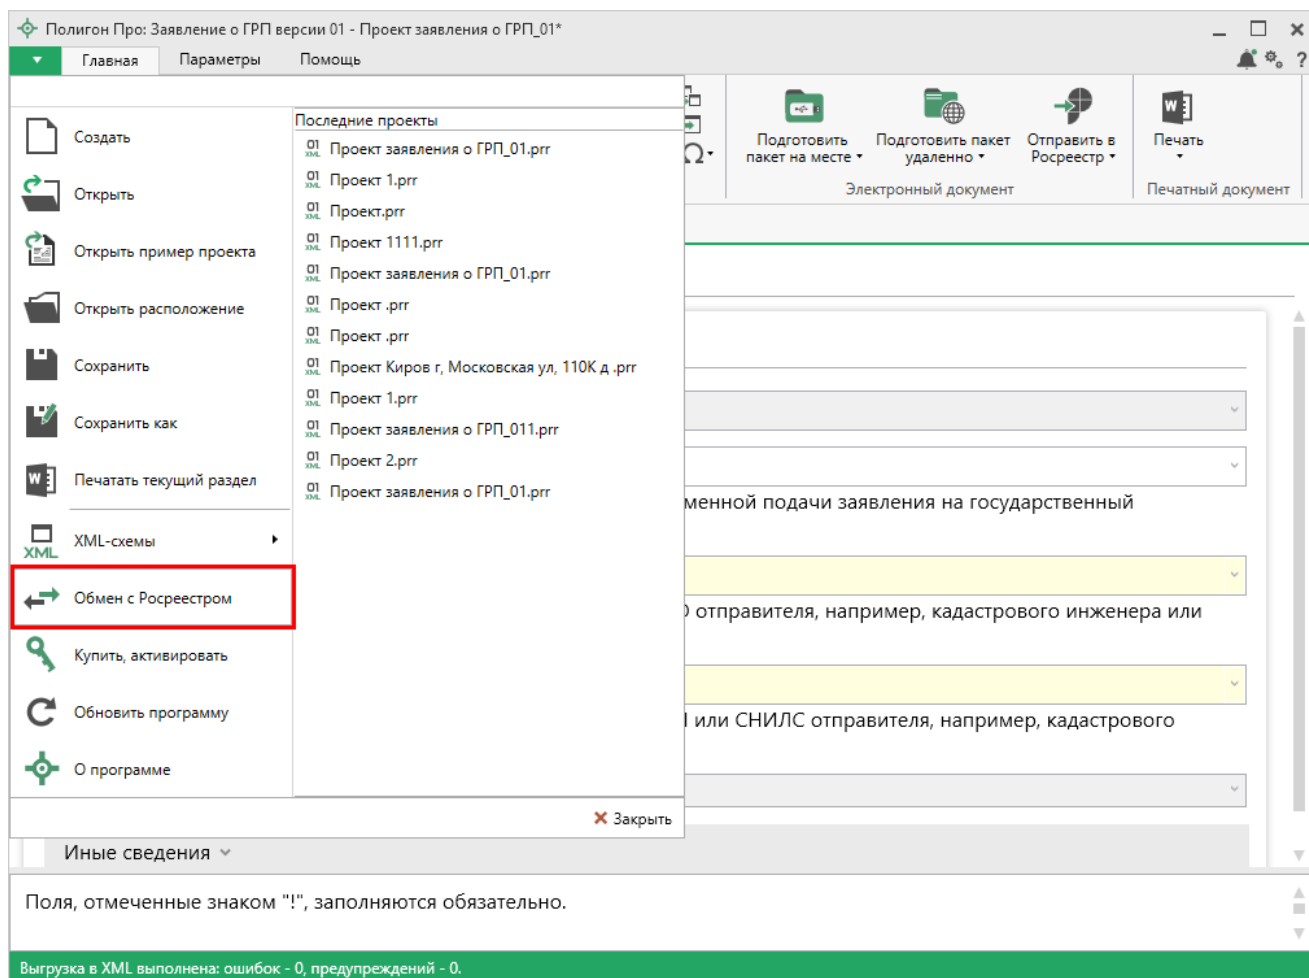 Полигон Про: Заявление о ГРП версии 01 - Проект заявления о ГРП_01*
Главная Параметры Помощь
?
Создать
Открыть
Открыть пример проекта
Открыть расположение
Сохранить
Сохранить как
Печатать текущий раздел
XML-схемы
Обмен с Росреестром
Купить, активировать
Обновить программу
О программе
Последние проекты
Проект заявления о ГРП_01.prr
Проект 1.prr
Проект.prr
Проект 1111.prr
Проект заявления о ГРП_01.prr
Проект .prr
Проект .prr
Проект Киров г, Московская ул, 110К д .prr
Проект 1.prr
Проект заявления о ГРП_011.prr
Проект 2.prr
Проект заявления о ГРП_01.prr
Закрыть
Подготовить
пакет на месте
Подготовить пакет
удаленно
Отправить в
Росреестр
Печать
Электронный документ
Печатный документ
менной подачи заявления на государственный
отправителя, например, кадастрового инженера или
или СНИЛС отправителя, например, кадастрового
Иные сведения
Поля, отмеченные знаком "!", заполняются обязательно.
Выгрузка в XML выполнена: ошибок - 0, предупреждений - 0.